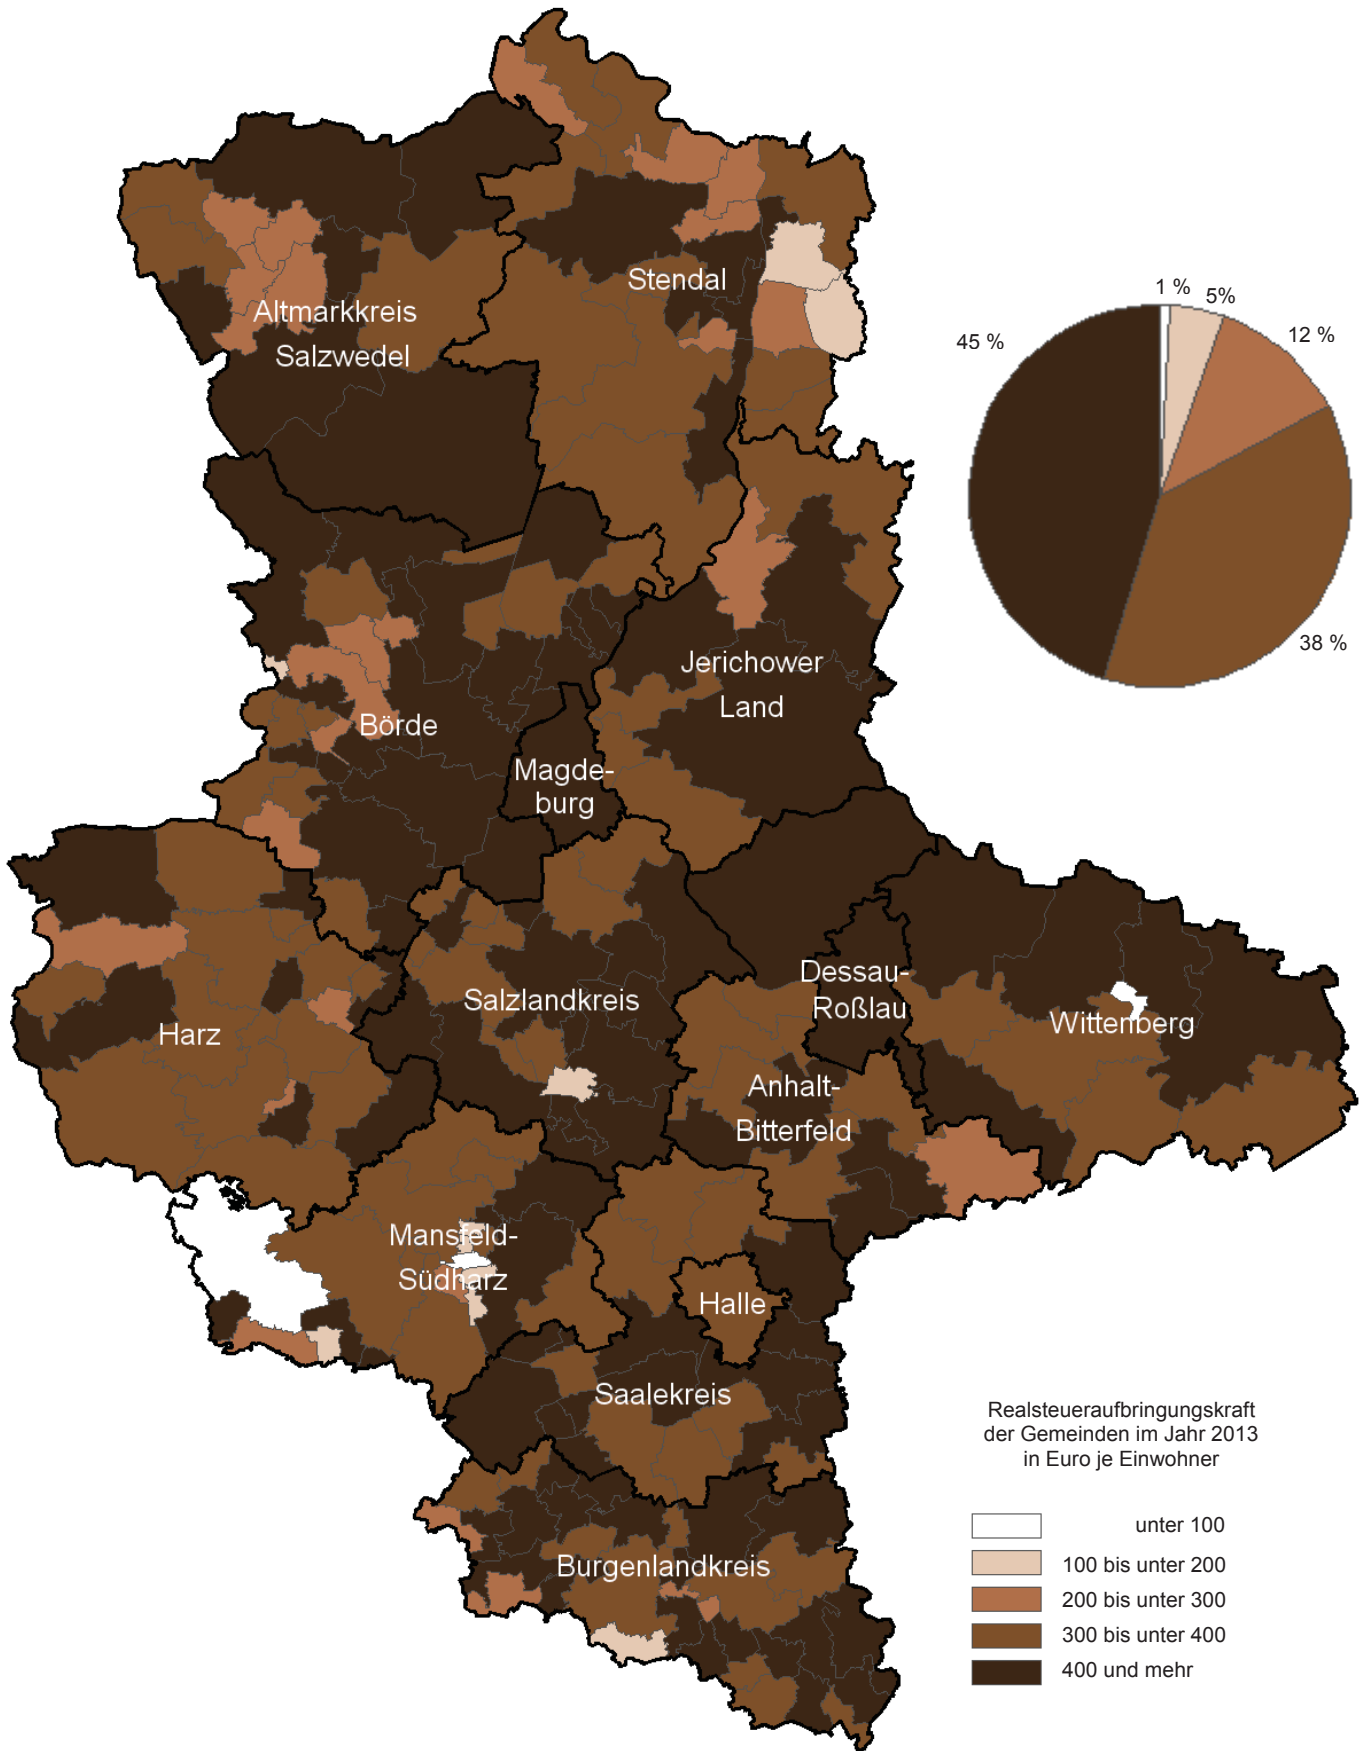 Stendal
Altmarkkreis
Salzwedel
1 %
5%
12 %
45 %
38 %
Jerichower
Land
Börde
Magde-
burg
Dessau-
Roßlau
Salzlandkreis
Wittenberg
Harz
Anhalt-
Bitterfeld
Mansfeld-
Südharz
Halle
Saalekreis
Burgenlandkreis
Realsteueraufbringungskraft
der Gemeinden im Jahr 2013
in Euro je Einwohner
unter 100
100 bis unter 200
200 bis unter 300
300 bis unter 400
400 und mehr